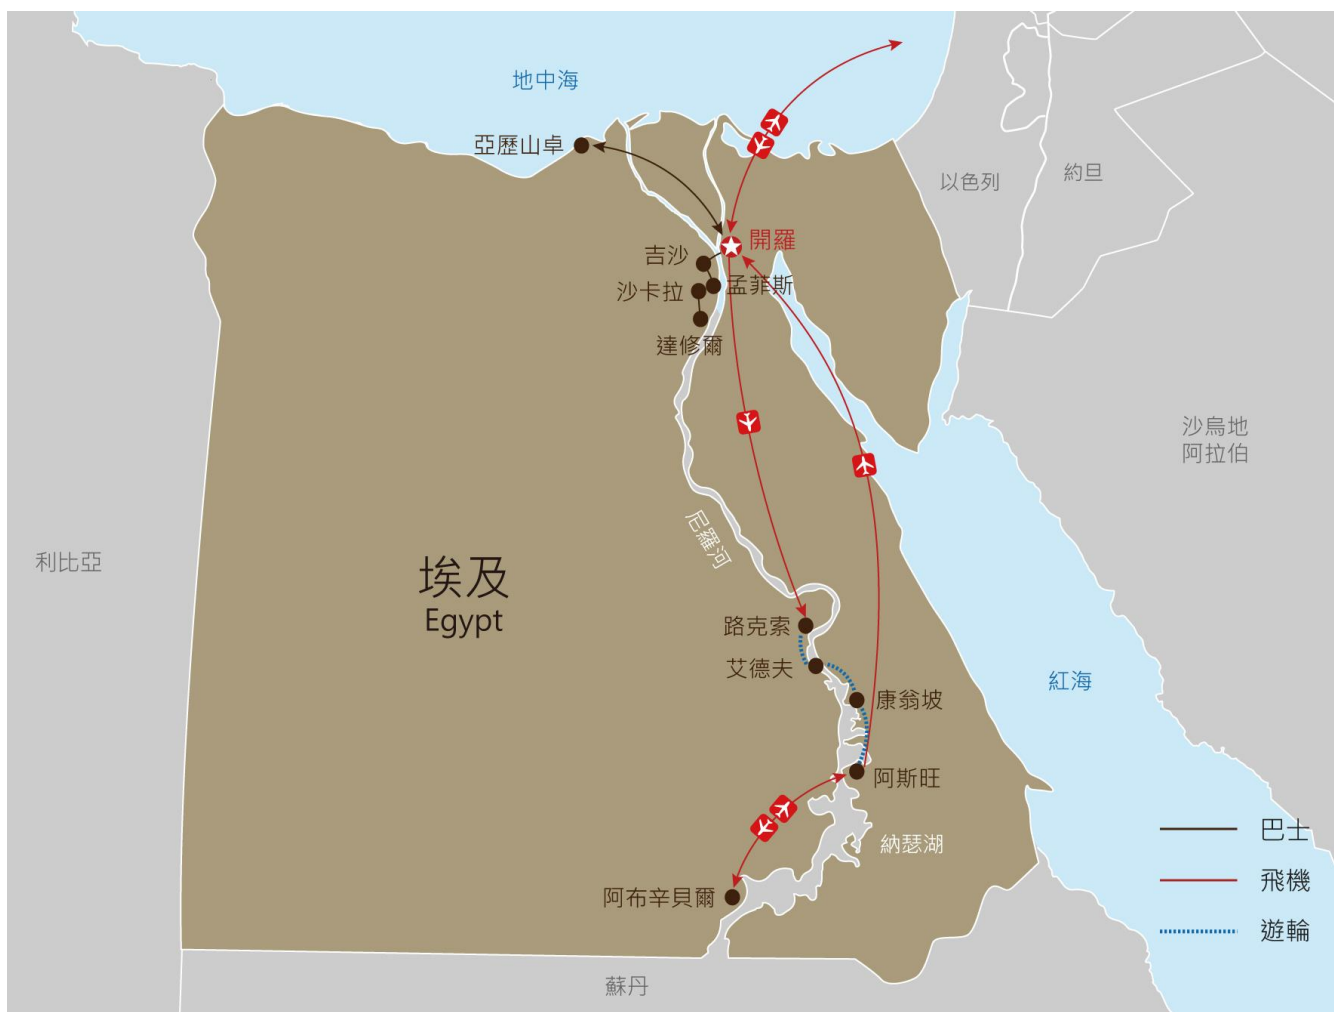 地中海
亞歷山卓
以色列
約旦
開羅
吉沙
孟菲斯
沙卡拉
達修爾
沙烏地
阿拉伯
尼羅河
利比亞
埃及
Egypt
路克索
艾德夫
康翁坡
紅海
阿斯旺
納瑟湖
阿布辛貝爾
巴士
飛機
遊輪
蘇丹